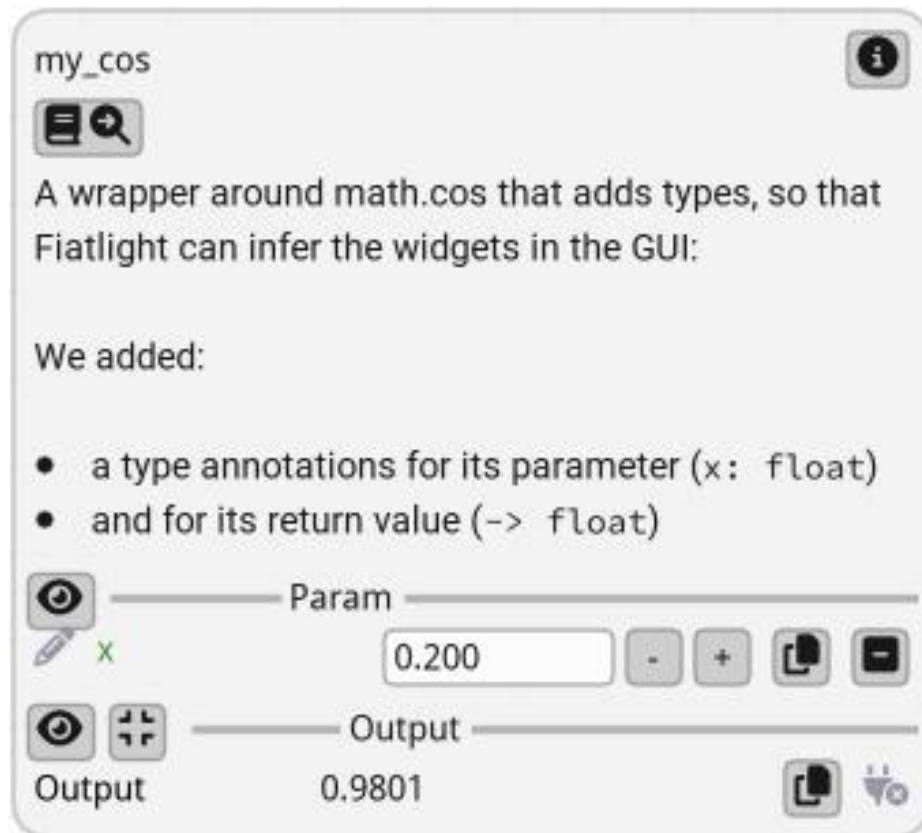 my_cos
A wrapper around math.cos that adds types, so that
Fiatlight can infer the widgets in the GUI:
We added:
• a type annotations for its parameter (x: float)
• and for its return value (-> float)
Param
x 0.200 - +
Output
Output 0.9801